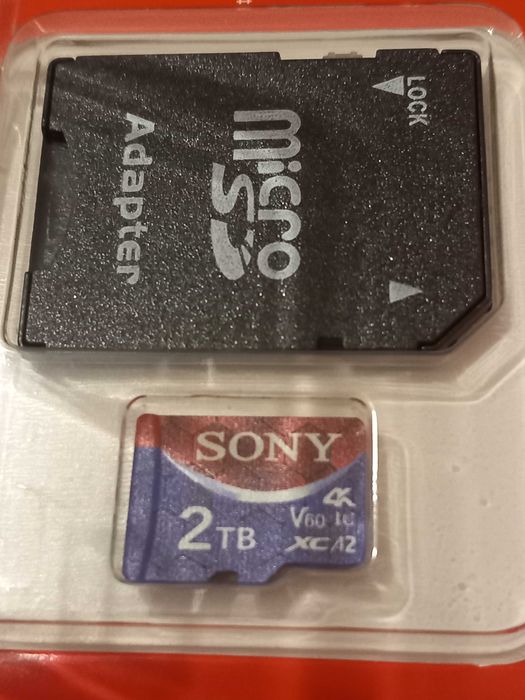 LOCK
micro
SD
Adapter
SONY
4K
2TB
V60
XC A2